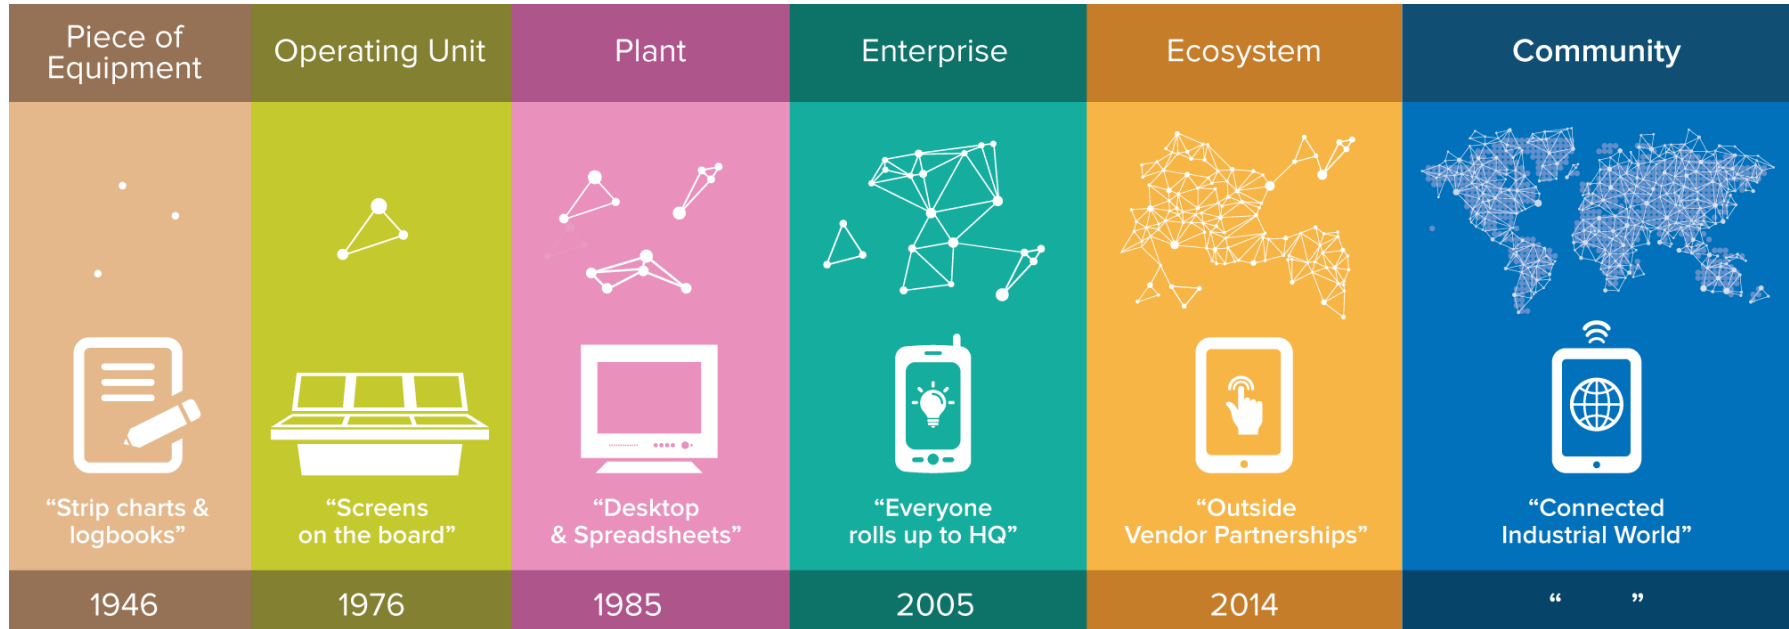 Piece of
Equipment
Operating Unit
Plant
Enterprise
Ecosystem
Community
“Strip charts &
logbooks”
“Screens
on the board”
“Desktop
& Spreadsheets”
“Everyone
rolls up to HQ”
“Outside
Vendor Partnerships”
“Connected
Industrial World”
1946
1976
1985
2005
2014
“ ”